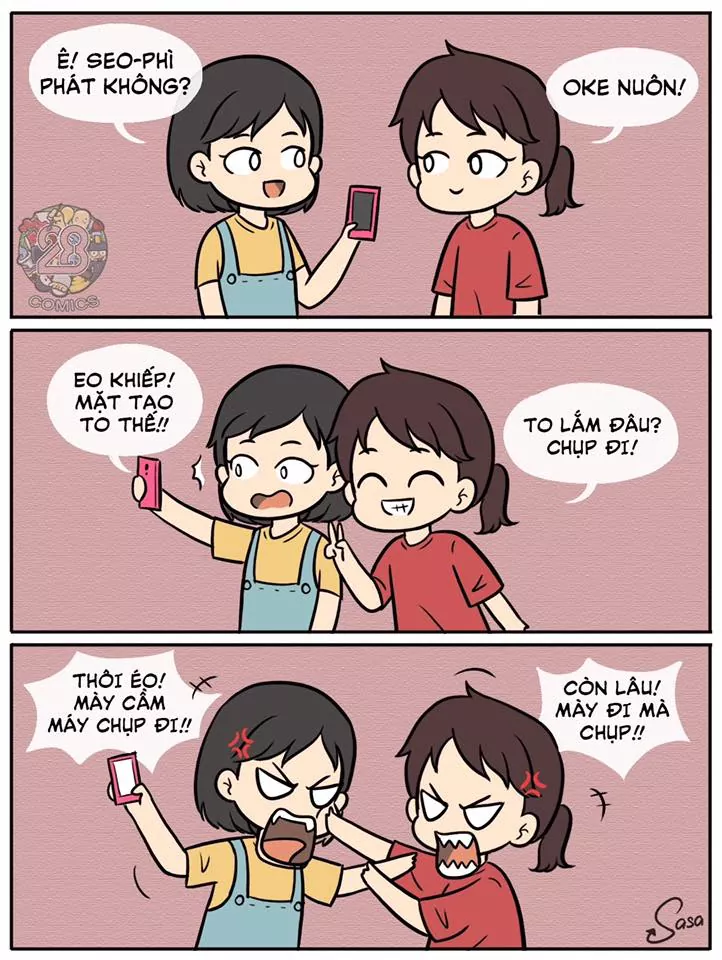 Ê! SEO-PHÌ
PHÁT KHÔNG?
OKE NUÔN!
28
COMICS
EO KHIẾP!
MẶT TAO
TO THẾ!!
TO LẮM ĐÂU?
CHỤP ĐI!
THÔI ÉO!
MÀY CẦM
MÁY CHỤP ĐI!!
CÒN LÂU!
MÀY ĐI MÀ
CHỤP!!
Sasa